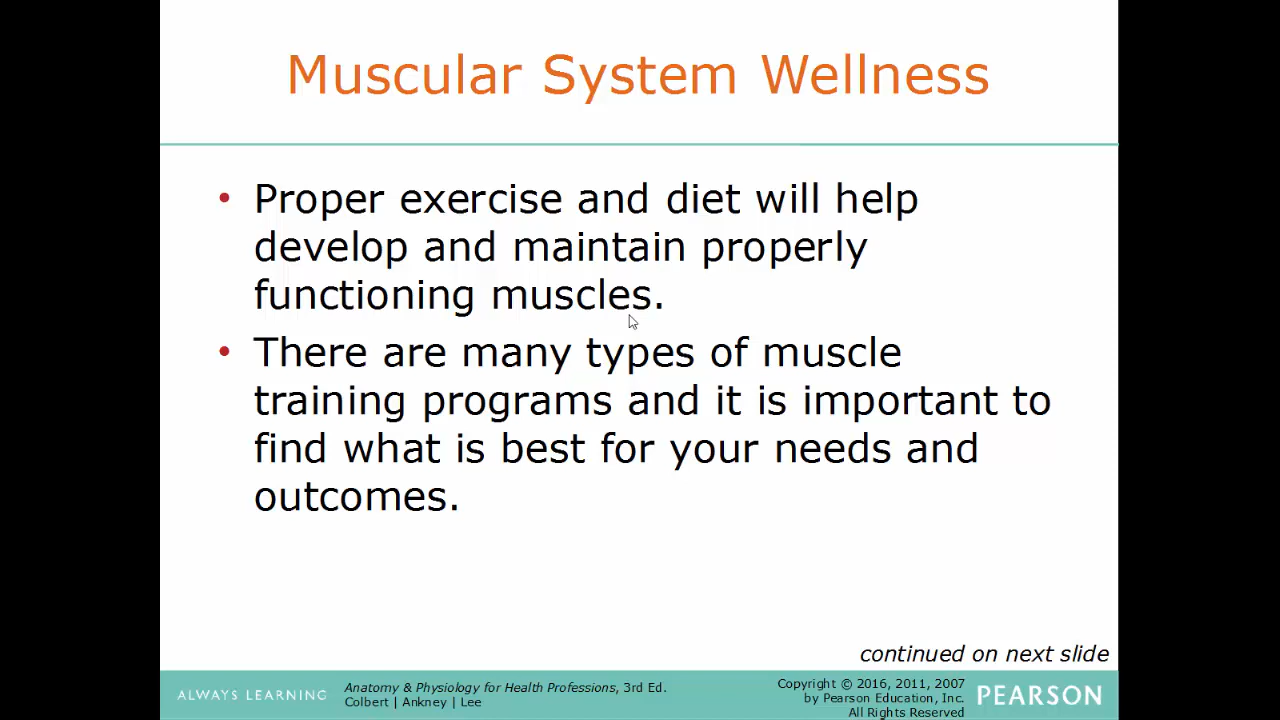 Muscular System Wellness
• Proper exercise and diet will help
develop and maintain properly
functioning muscles.
• There are many types of muscle
training programs and it is important to
find what is best for your needs and
outcomes.
continued on next slide
ALWAYS LEARNING
Anatomy & Physiology for Health Professions, 3rd Ed.
Colbert | Ankney | Lee
Copyright © 2016, 2011, 2007
by Pearson Education, Inc.
All Rights Reserved
PEARSON